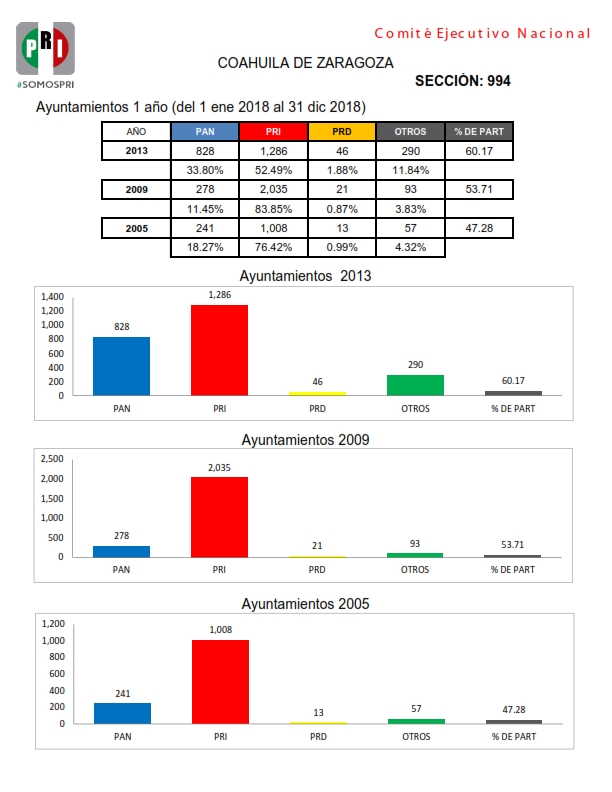 Comité Ejecutivo Nacional
PRI
#SOMOSPRI
COAHUILA DE ZARAGOZA
SECCIÓN: 994
Ayuntamientos 1 año (del 1 ene 2018 al 31 dic 2018)
AÑO PAN PRI PRD OTROS % DE PART
2013 828 1,286 46 290 60.17
33.80% 52.49% 1.88% 11.84%
2009 278 2,035 21 93 53.71
11.45% 83.85% 0.87% 3.83%
2005 241 1,008 13 57 47.28
18.27% 76.42% 0.99% 4.32%
Ayuntamientos 2013
1,400
1,200
1,000
800
600
400
200
0
828
1,286
46
290
60.17
PAN PRI PRD OTROS % DE PART
Ayuntamientos 2009
2,500
2,000
1,500
1,000
500
0
278
2,035
21
93
53.71
PAN PRI PRD OTROS % DE PART
Ayuntamientos 2005
1,200
1,000
800
600
400
200
0
241
1,008
13
57
47.28
PAN PRI PRD OTROS % DE PART